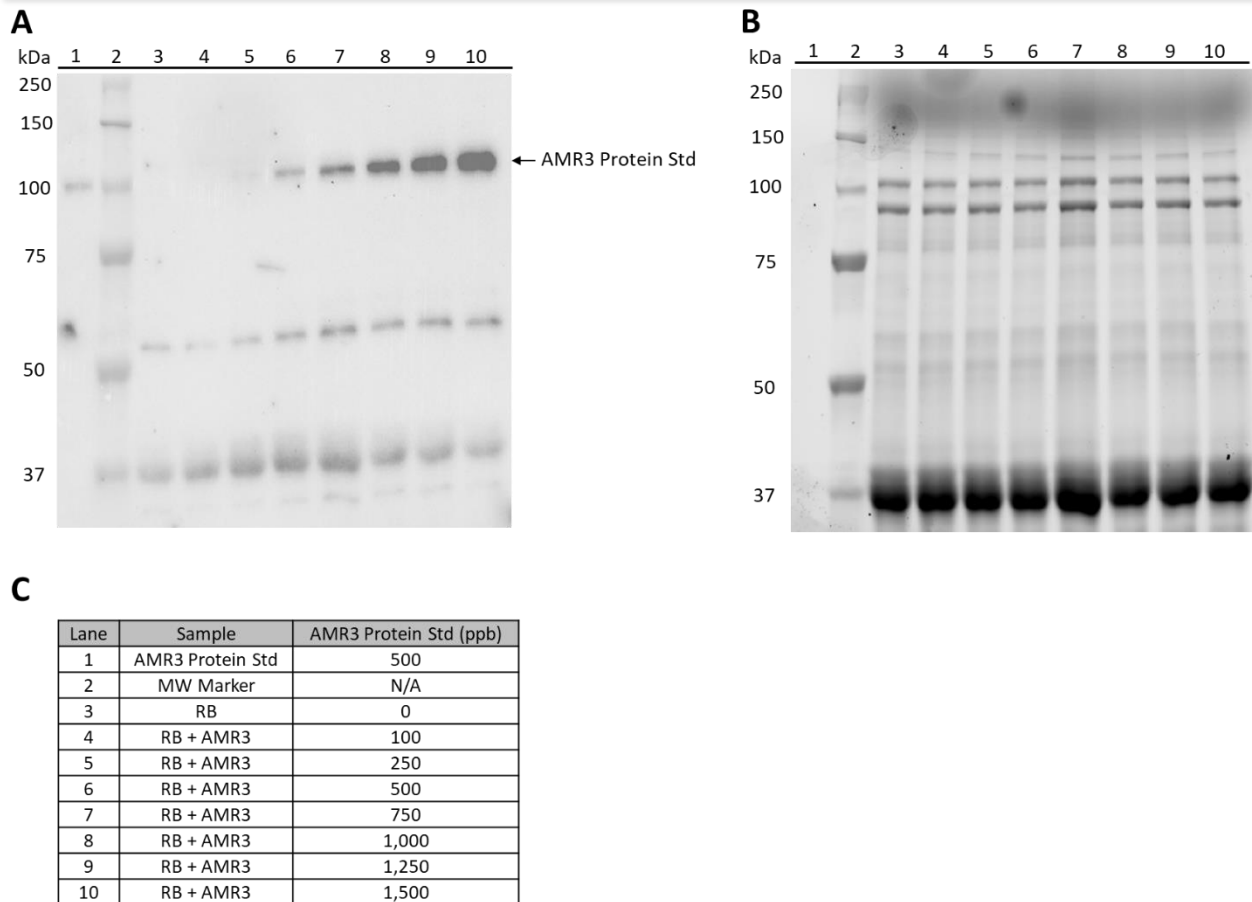 A
kDa 1 2 3 4 5 6 7 8 9 10
250
150
100
75
50
37
← AMR3 Protein Std
B
kDa 1 2 3 4 5 6 7 8 9 10
250
150
100
75
50
37
C
Lane Sample AMR3 Protein Std (ppb)
1 AMR3 Protein Std 500
2 MW Marker N/A
3 RB 0
4 RB + AMR3 100
5 RB + AMR3 250
6 RB + AMR3 500
7 RB + AMR3 750
8 RB + AMR3 1,000
9 RB + AMR3 1,250
10 RB + AMR3 1,500